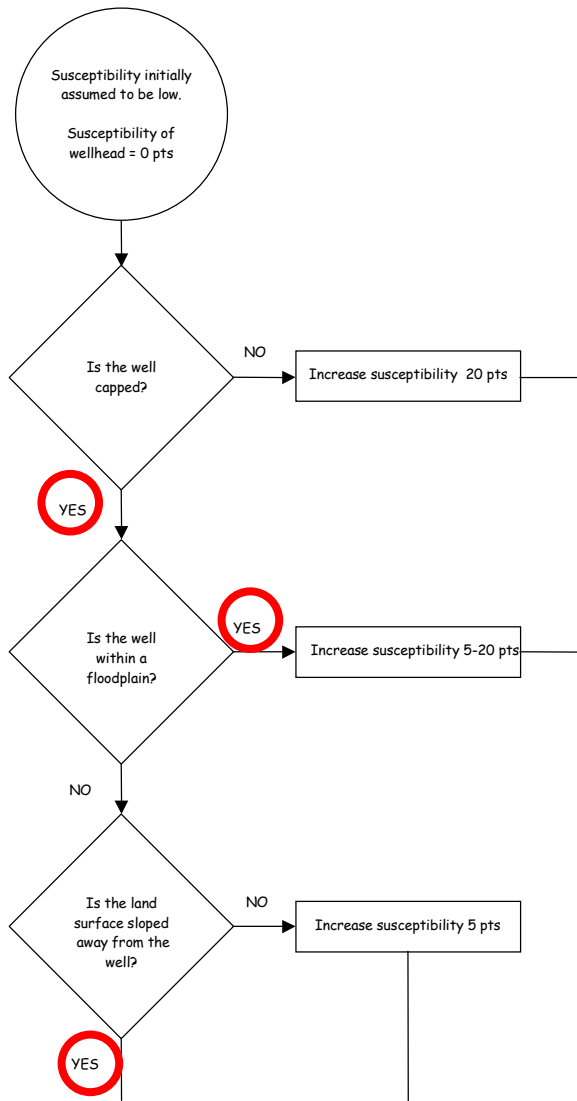 Susceptibility initially
assumed to be low.
Susceptibility of
wellhead = 0 pts
Is the well
capped?
NO
Increase susceptibility 20 pts
YES
Is the well
within a
floodplain?
YES
Increase susceptibility 5-20 pts
NO
Is the land
surface sloped
away from the
well?
NO
Increase susceptibility 5 pts
YES